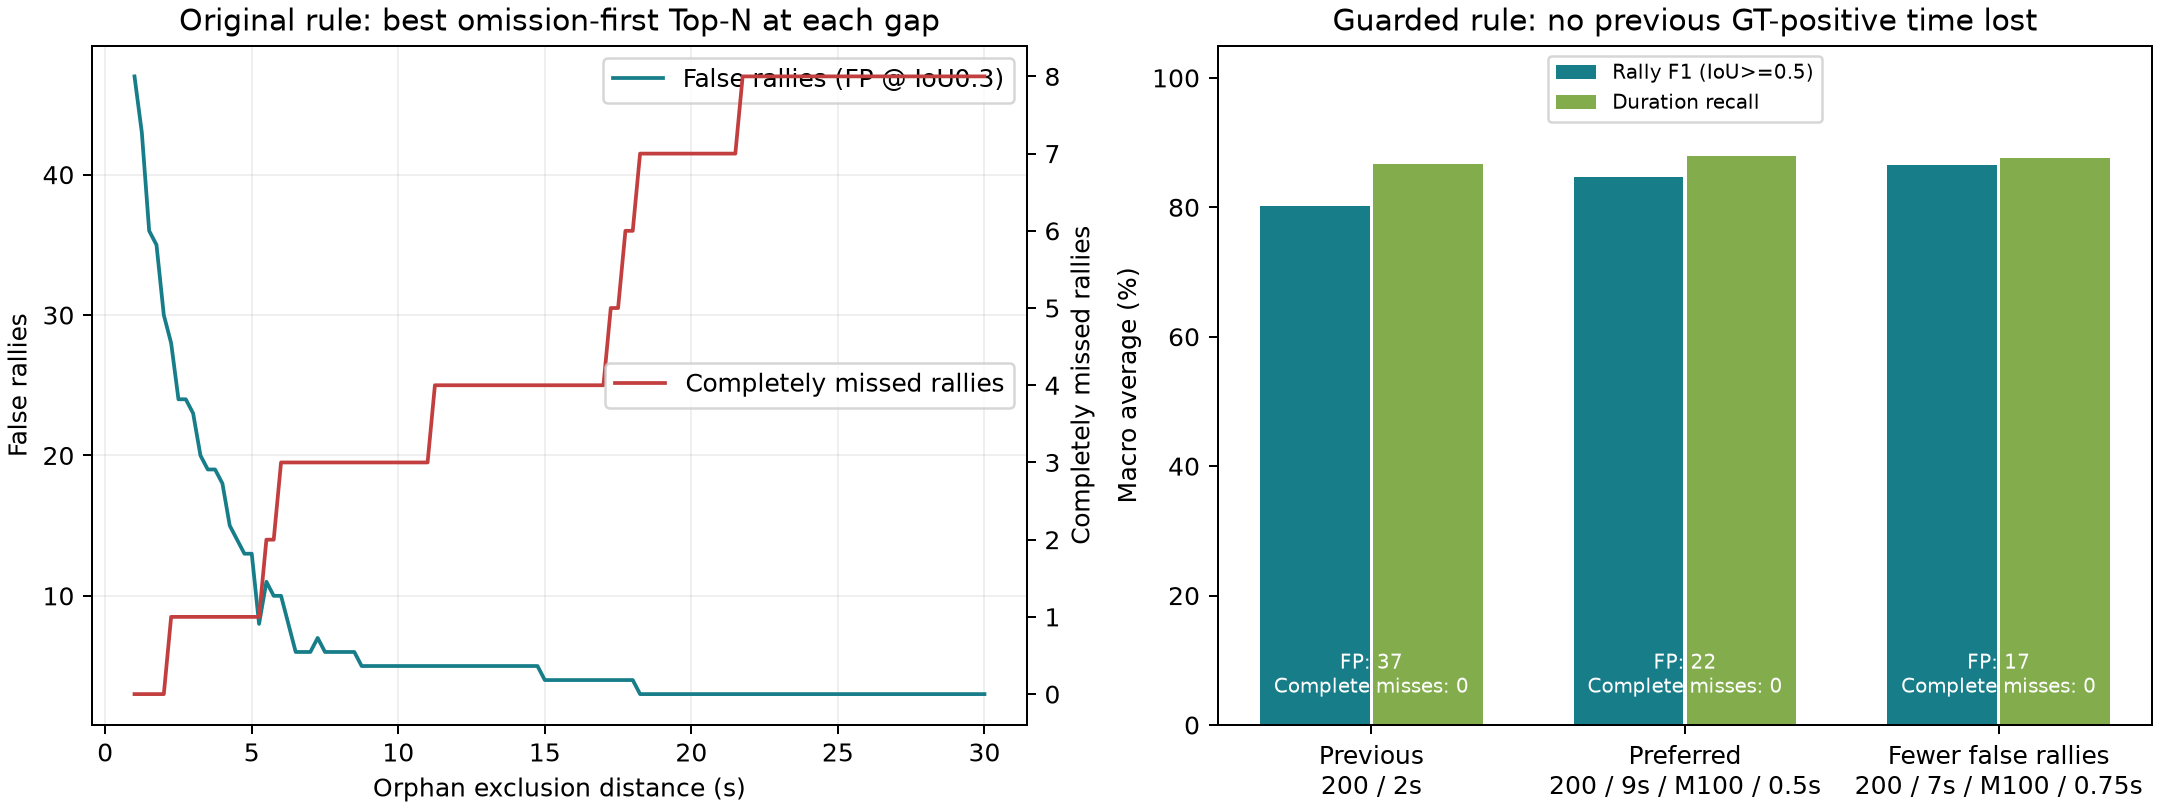 Original rule: best omission-first Top-N at each gap
False rallies (FP @ IoU0.3)
Completely missed rallies
False rallies
40
30
20
10
8
7
6
5
4
3
2
1
0
Completely missed rallies
0
5
10
15
20
25
30
Orphan exclusion distance (s)
Guarded rule: no previous GT-positive time lost
Rally F1 (IoU>=0.5)
Duration recall
Macro average (%)
100
80
60
40
20
0
FP: 37
Complete misses: 0
FP: 22
Complete misses: 0
FP: 17
Complete misses: 0
Previous
200 / 2s
Preferred
200 / 9s / M100 / 0.5s
Fewer false rallies
200 / 7s / M100 / 0.75s